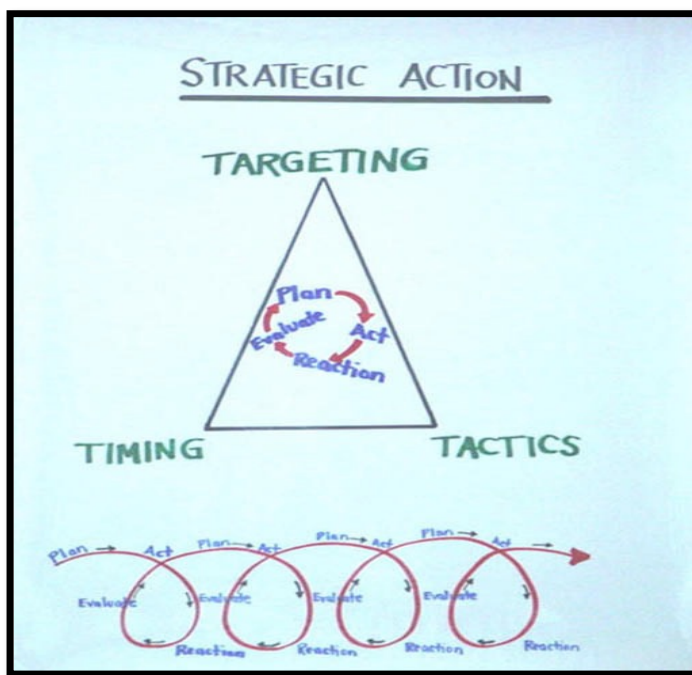 STRATEGIC ACTION
TARGETING
Plan
Act
Evaluate
Reaction
TIMING
TACTICS
Plan Act Plan Act Plan Act Plan Act
Evaluate Evaluate Evaluate Evaluate
Reaction Reaction Reaction Reaction